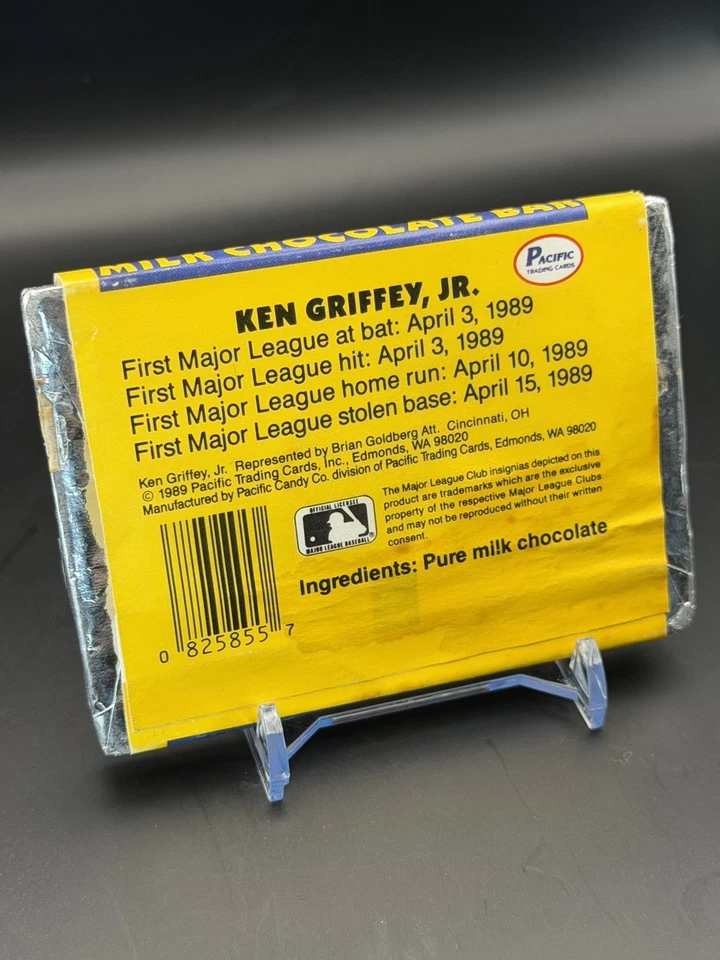 MILK CHOCOLATE BAR
PACIFIC
TRADING CARDS
KEN GRIFFEY, JR.
First Major League at bat: April 3, 1989
First Major League hit: April 3, 1989
First Major League home run: April 10, 1989
First Major League stolen base: April 15, 1989
Ken Griffey, Jr. Represented by Brian Goldberg Att. Cincinnati, OH
© 1989 Pacific Trading Cards, Inc., Edmonds, WA 98020
Manufactured by Pacific Candy Co. division of Pacific Trading Cards, Edmonds, WA 98020
OFFICIAL LICENSEE
MAJOR LEAGUE BASEBALL®
The Major League Club insignias depicted on this
product are trademarks which are the exclusive
property of the respective Major League Clubs
and may not be reproduced without their written
consent.
Ingredients: Pure milk chocolate
0 825855 7